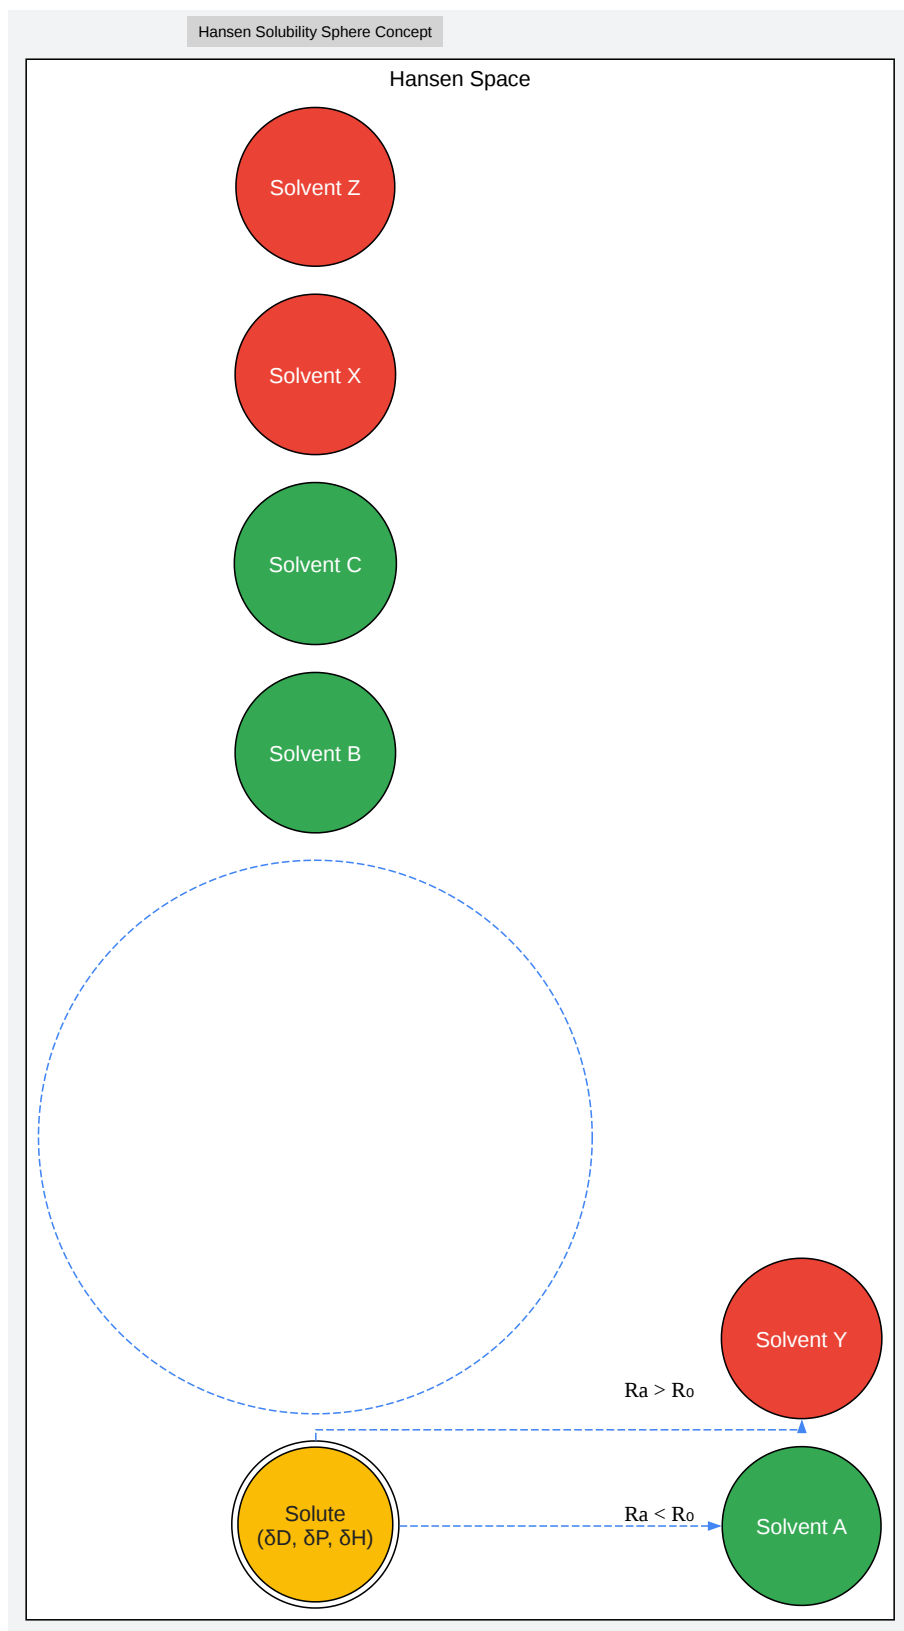 Hansen Solubility Sphere Concept
Hansen Space
Solvent Z
Solvent X
Solvent C
Solvent B
Solvent Y
Ra > R₀
Solute
(δD, δP, δH)
Ra < R₀
Solvent A